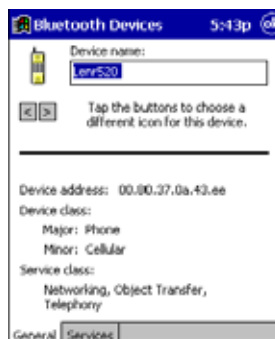 Bluetooth Devices 5:43p ok
Device name:
Lenr520
< > Tap the buttons to choose a
different icon for this device.
Device address: 00.80.37.0a.43.ee
Device class:
Major: Phone
Minor: Cellular
Service class:
Networking, Object Transfer,
Telephony
General Services